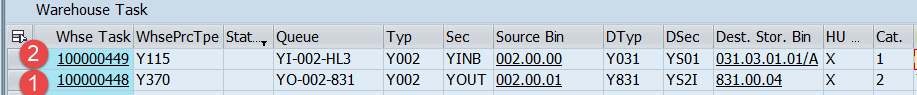 Warehouse Task
Whse Task WhsePrcTpe Stat... Queue Typ Sec Source Bin DTyp DSec Dest. Stor. Bin HU ... Cat.
2 100000449 Y115 YI-002-HL3 Y002 YINB 002.00.00 Y031 YS01 031.03.01.01/A X 1
1 100000448 Y370 YO-002-831 Y002 YOUT 002.00.01 Y831 YS2I 831.00.04 X 2